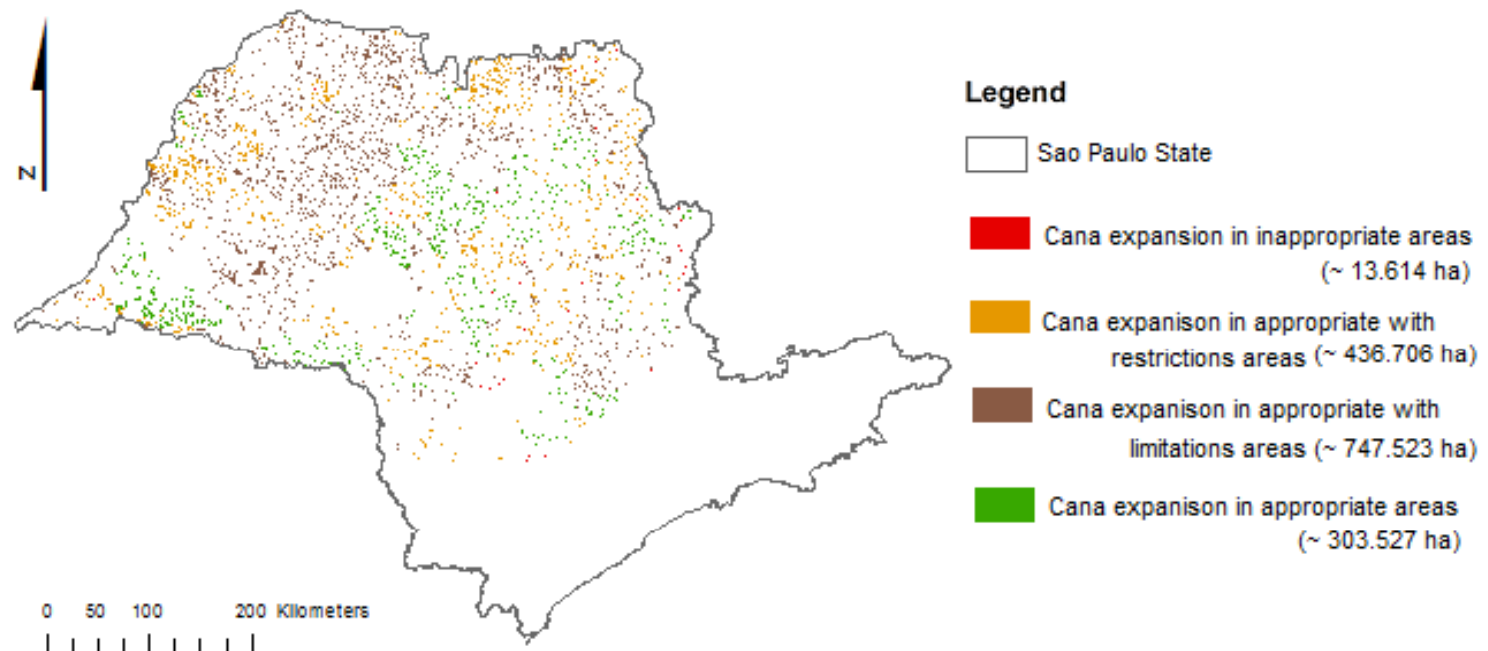 N
Legend
Sao Paulo State
Cana expansion in inappropriate areas
(~ 13.614 ha)
Cana expanison in appropriate with
restrictions areas (~ 436.706 ha)
Cana expanison in appropriate with
limitations areas (~ 747.523 ha)
Cana expanison in appropriate areas
(~ 303.527 ha)
0 50 100 200 Kilometers